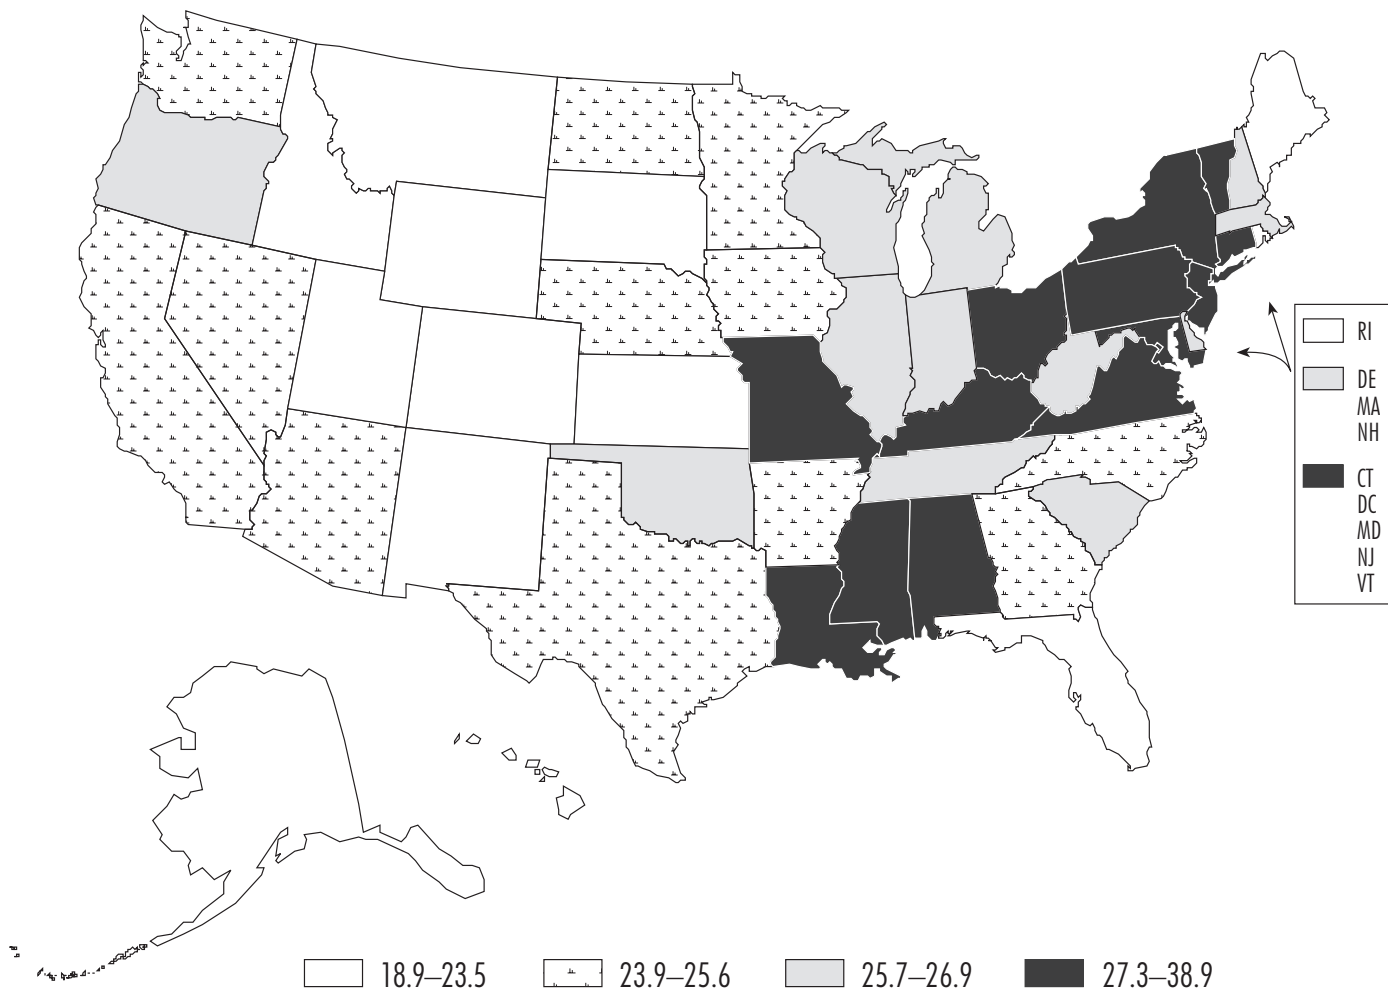 RI
DE
MA
NH
CT
DC
MD
NJ
VT
18.9–23.5 23.9–25.6 25.7–26.9 27.3–38.9